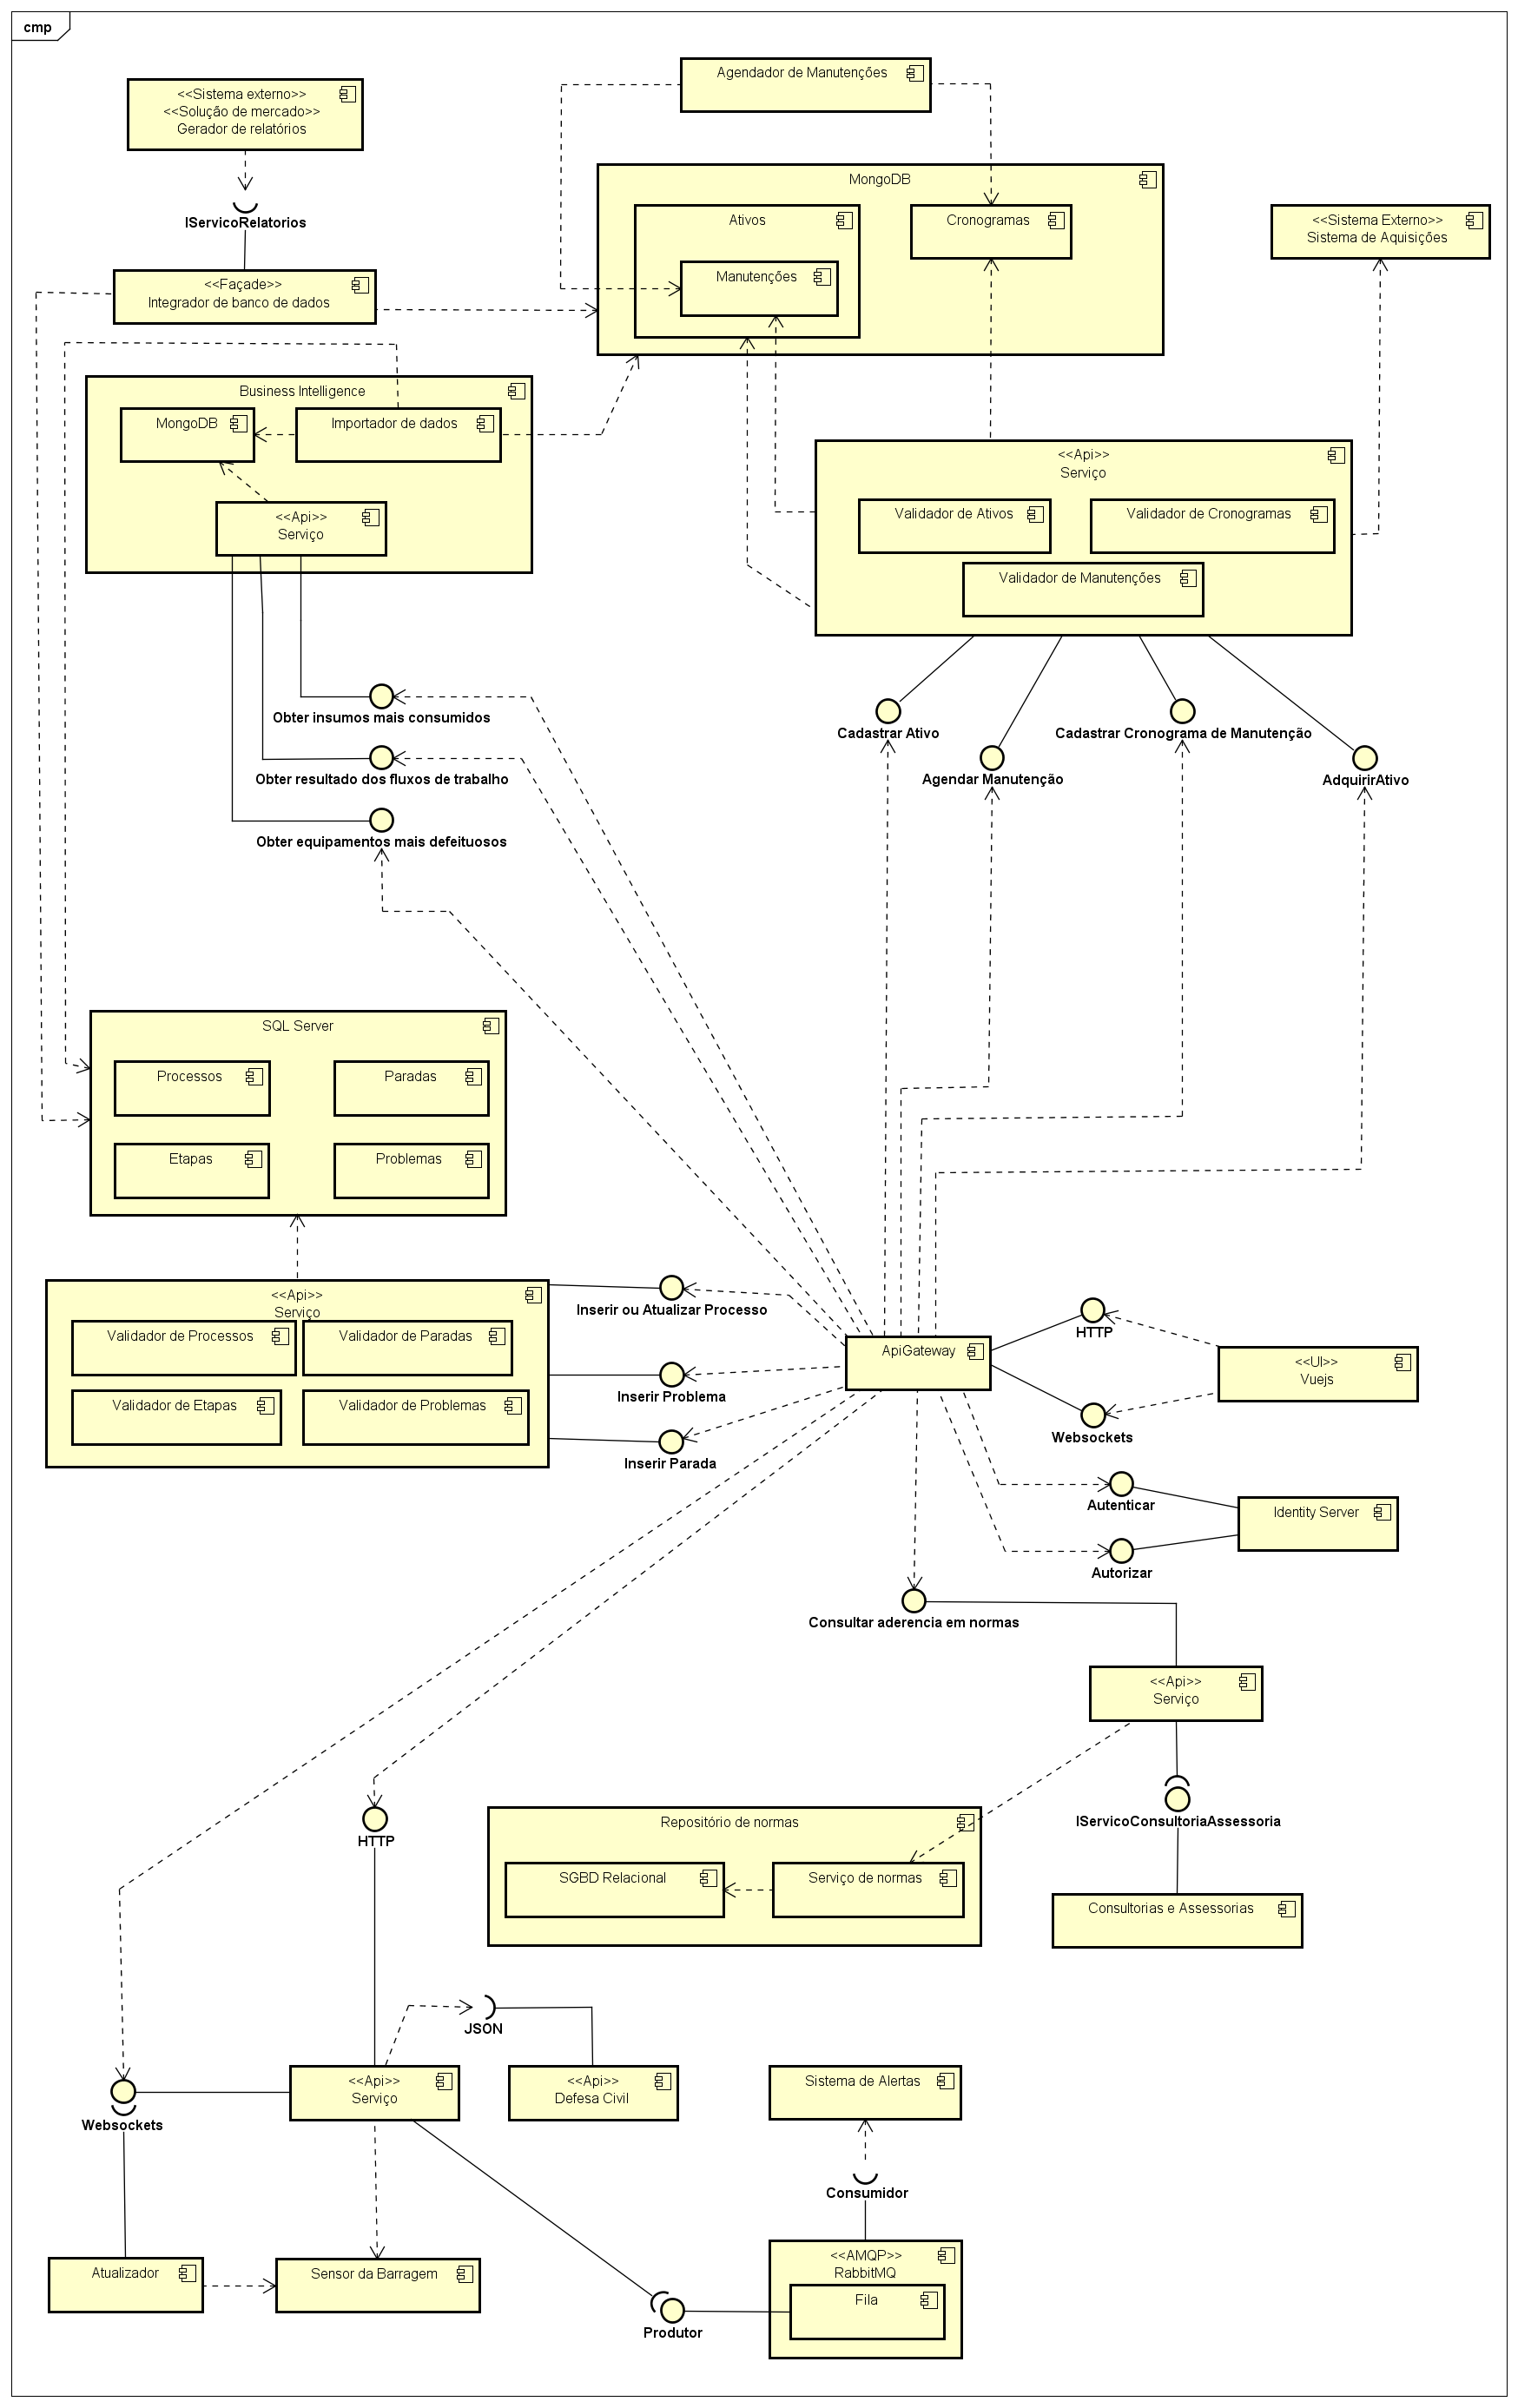 cmp
Agendador de Manutenções
<<Sistema externo>>
<<Solução de mercado>>
Gerador de relatórios
IServicoRelatorios
MongoDB
Ativos
Manutenções
Cronogramas
<<Sistema Externo>>
Sistema de Aquisições
<<Façade>>
Integrador de banco de dados
Business Intelligence
MongoDB
Importador de dados
<<Api>>
Serviço
<<Api>>
Serviço
Validador de Ativos
Validador de Cronogramas
Validador de Manutenções
Obter insumos mais consumidos
Obter resultado dos fluxos de trabalho
Obter equipamentos mais defeituosos
Cadastrar Ativo
Agendar Manutenção
Cadastrar Cronograma de Manutenção
AdquirirAtivo
SQL Server
Processos
Paradas
Etapas
Problemas
<<Api>>
Serviço
Validador de Processos
Validador de Paradas
Validador de Etapas
Validador de Problemas
Inserir ou Atualizar Processo
Inserir Problema
Inserir Parada
ApiGateway
HTTP
Websockets
<<UI>>
Vuejs
Autenticar
Autorizar
Identity Server
Consultar aderencia em normas
<<Api>>
Serviço
IServicoConsultoriaAssessoria
Consultorias e Assessorias
Repositório de normas
SGBD Relacional
Serviço de normas
HTTP
JSON
<<Api>>
Serviço
<<Api>>
Defesa Civil
Sistema de Alertas
Websockets
Consumidor
Atualizador
Sensor da Barragem
<<AMQP>>
RabbitMQ
Fila
Produtor